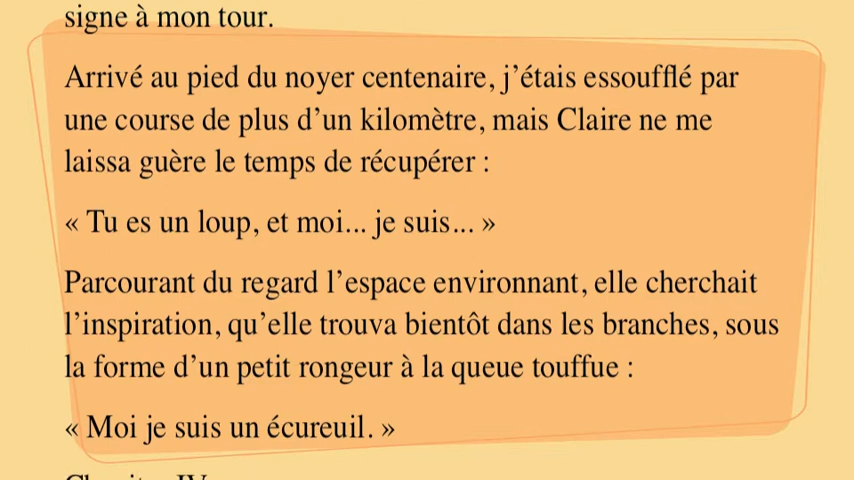 signe à mon tour.
Arrivé au pied du noyer centenaire, j’étais essoufflé par
une course de plus d’un kilomètre, mais Claire ne me
laissa guère le temps de récupérer :
« Tu es un loup, et moi... je suis... »
Parcourant du regard l’espace environnant, elle cherchait
l’inspiration, qu’elle trouva bientôt dans les branches, sous
la forme d’un petit rongeur à la queue touffue :
« Moi je suis un écureuil. »